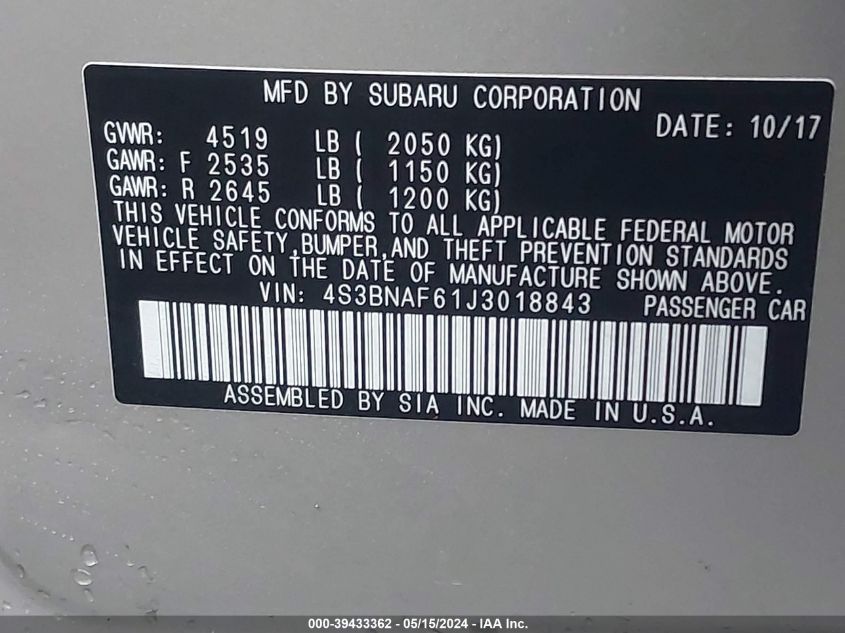 MFD BY SUBARU CORPORATION
DATE: 10/17
GVWR: 4519 LB ( 2050 KG)
GAWR: F 2535 LB ( 1150 KG)
GAWR: R 2645 LB ( 1200 KG)
THIS VEHICLE CONFORMS TO ALL APPLICABLE FEDERAL MOTOR
VEHICLE SAFETY,BUMPER,AND THEFT PREVENTION STANDARDS
IN EFFECT ON THE DATE OF MANUFACTURE SHOWN ABOVE.
VIN: 4S3BNAF61J3018843 PASSENGER CAR
ASSEMBLED BY SIA INC. MADE IN U.S.A.
000-39433362 - 05/15/2024 - IAA Inc.